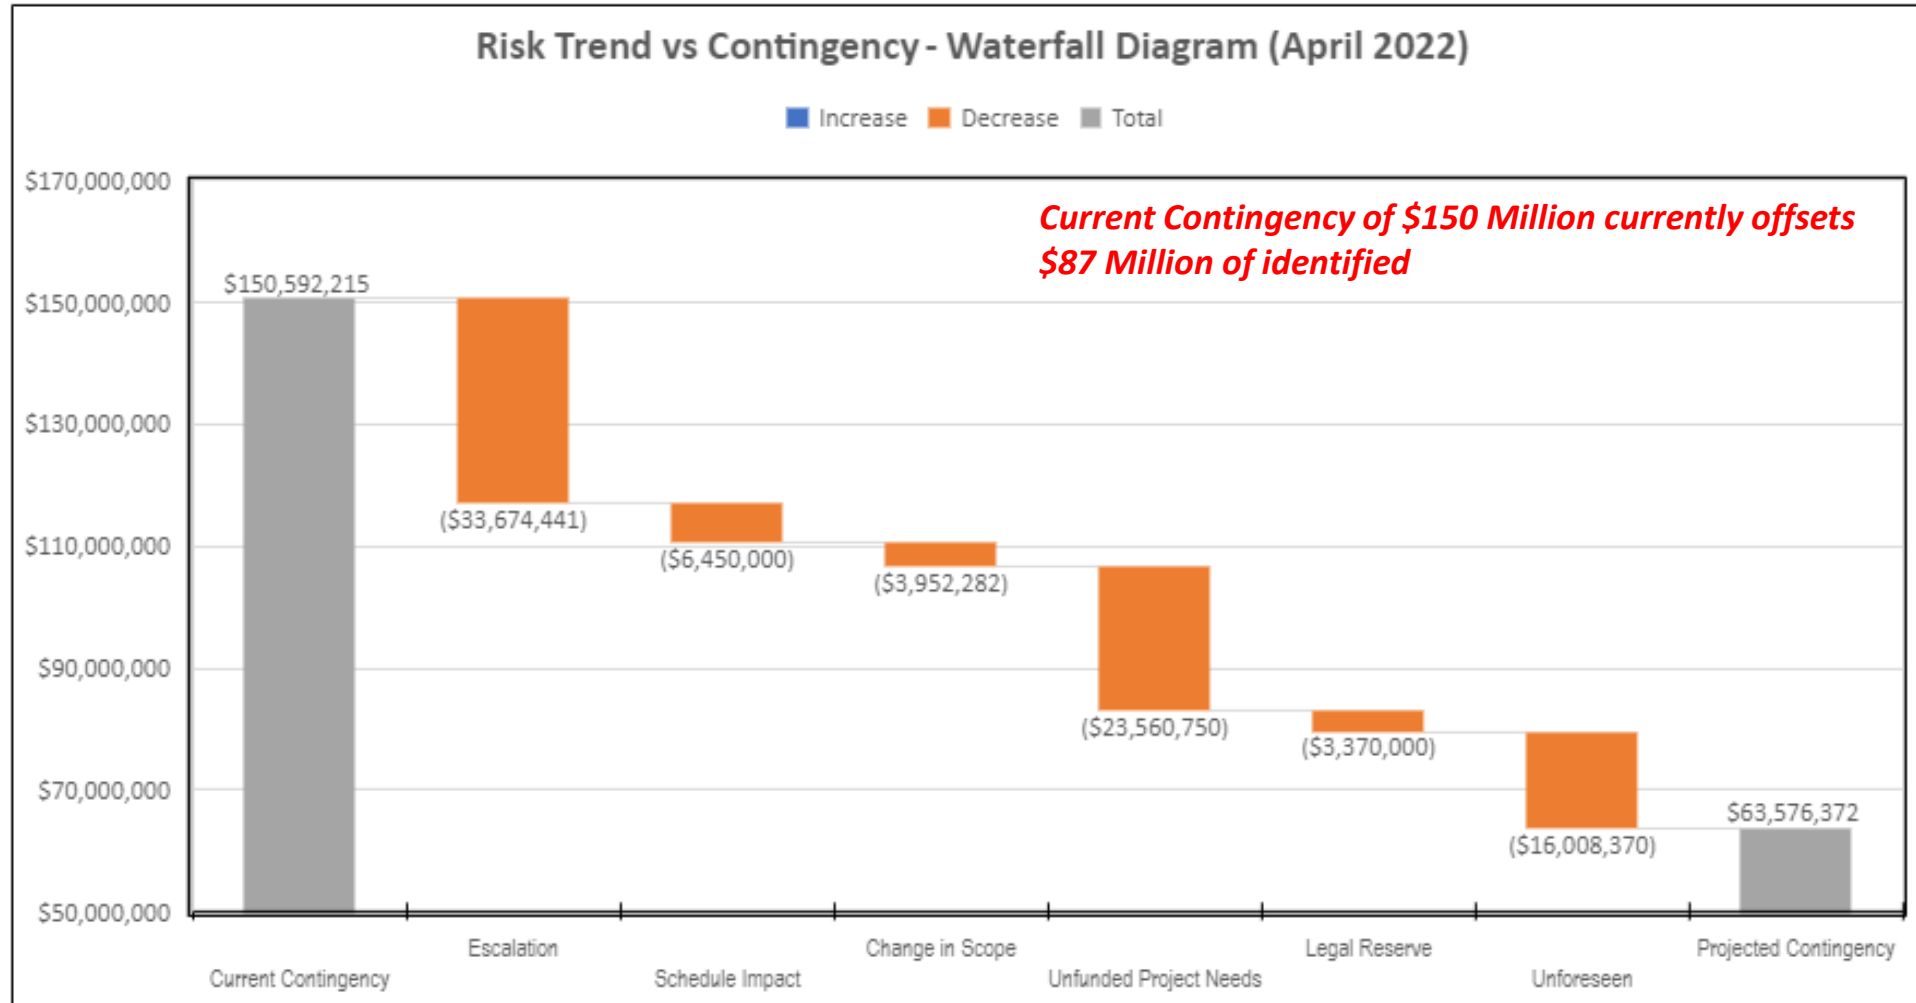 Risk Trend vs Contingency - Waterfall Diagram (April 2022)
Increase Decrease Total
$170,000,000
Current Contingency of $150 Million currently offsets
$87 Million of identified
$150,592,215
$150,000,000
$130,000,000
($33,674,441)
$110,000,000
($6,450,000)
($3,952,282)
$90,000,000
($23,560,750)
($3,370,000)
$70,000,000
$63,576,372
($16,008,370)
$50,000,000
Escalation Change in Scope Legal Reserve Projected Contingency
Current Contingency Schedule Impact Unfunded Project Needs Unforeseen